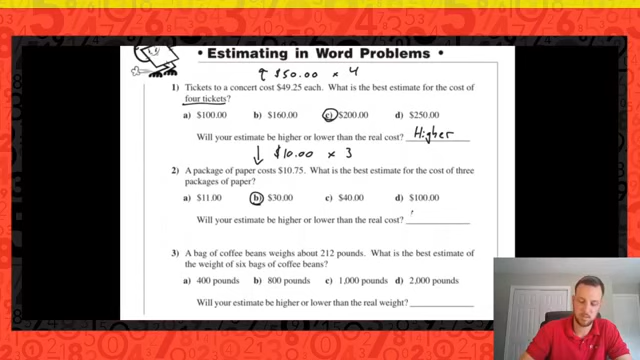 • Estimating in Word Problems •
↑ $50.00 × 4
1) Tickets to a concert cost $49.25 each. What is the best estimate for the cost of
four tickets?
a) $100.00 b) $160.00 c) $200.00 d) $250.00
Will your estimate be higher or lower than the real cost? Higher
↓ $10.00 × 3
2) A package of paper costs $10.75. What is the best estimate for the cost of three
packages of paper?
a) $11.00 b) $30.00 c) $40.00 d) $100.00
Will your estimate be higher or lower than the real cost?
3) A bag of coffee beans weighs about 212 pounds. What is the best estimate of
the weight of six bags of coffee beans?
a) 400 pounds b) 800 pounds c) 1,000 pounds d) 2,000 pounds
Will your estimate be higher or lower than the real weight?